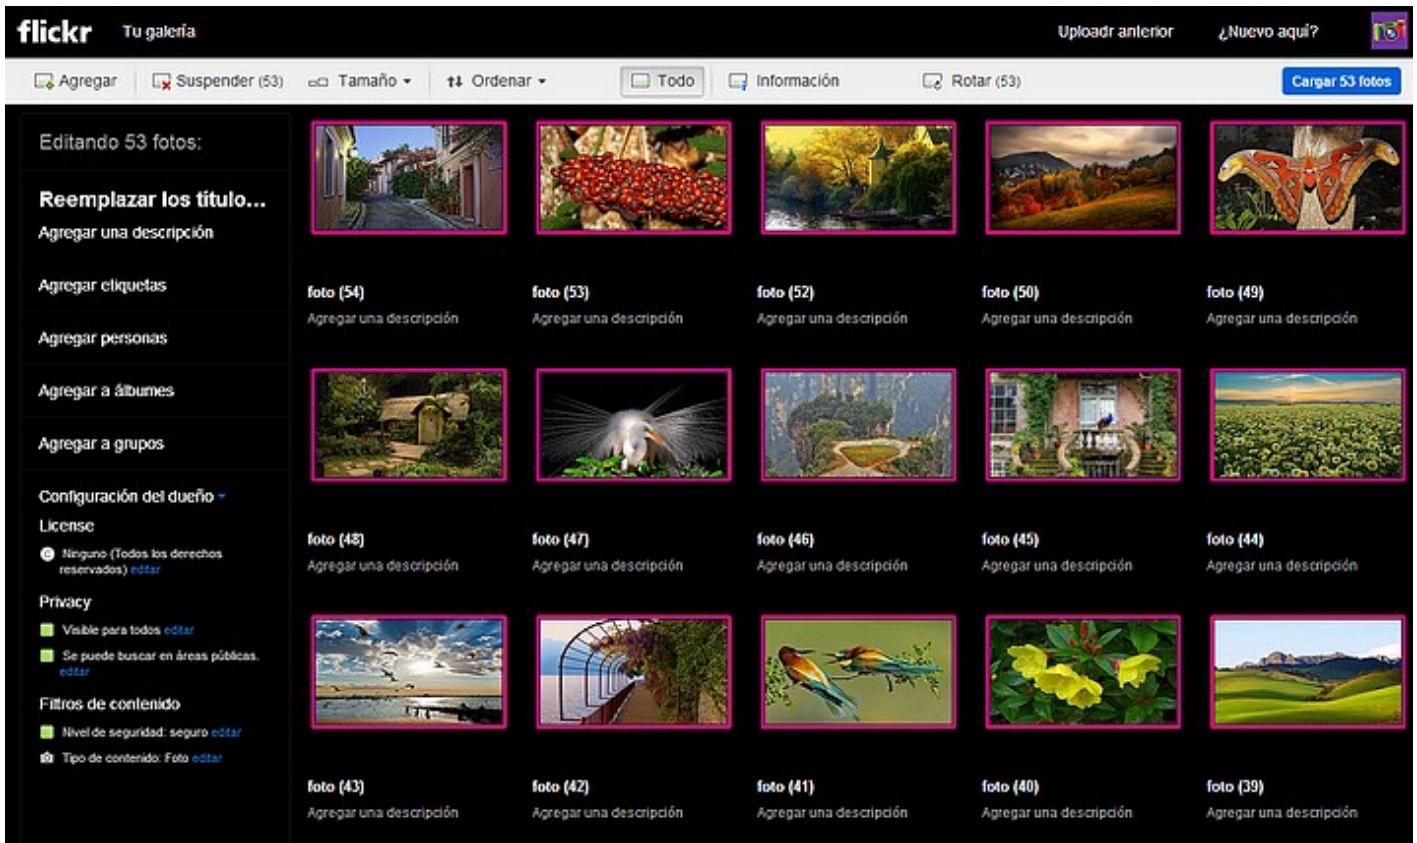 flickr Tu galería Uploadr anterior ¿Nuevo aquí?
Agregar Suspender (53) Tamaño Ordenar Todo Información Rotar (53) Cargar 53 fotos
Editando 53 fotos:
Reemplazar los título...
Agregar una descripción
Agregar etiquetas
Agregar personas
Agregar a álbumes
Agregar a grupos
Configuración del dueño
License
Ninguno (Todos los derechos
reservados) editar
Privacy
Visible para todos editar
Se puede buscar en áreas públicas.
editar
Filtros de contenido
Nivel de seguridad: seguro editar
Tipo de contenido: Foto editar
foto (54) foto (53) foto (52) foto (50) foto (49)
Agregar una descripción Agregar una descripción Agregar una descripción Agregar una descripción Agregar una descripción
foto (48) foto (47) foto (46) foto (45) foto (44)
Agregar una descripción Agregar una descripción Agregar una descripción Agregar una descripción Agregar una descripción
foto (43) foto (42) foto (41) foto (40) foto (39)
Agregar una descripción Agregar una descripción Agregar una descripción Agregar una descripción Agregar una descripción